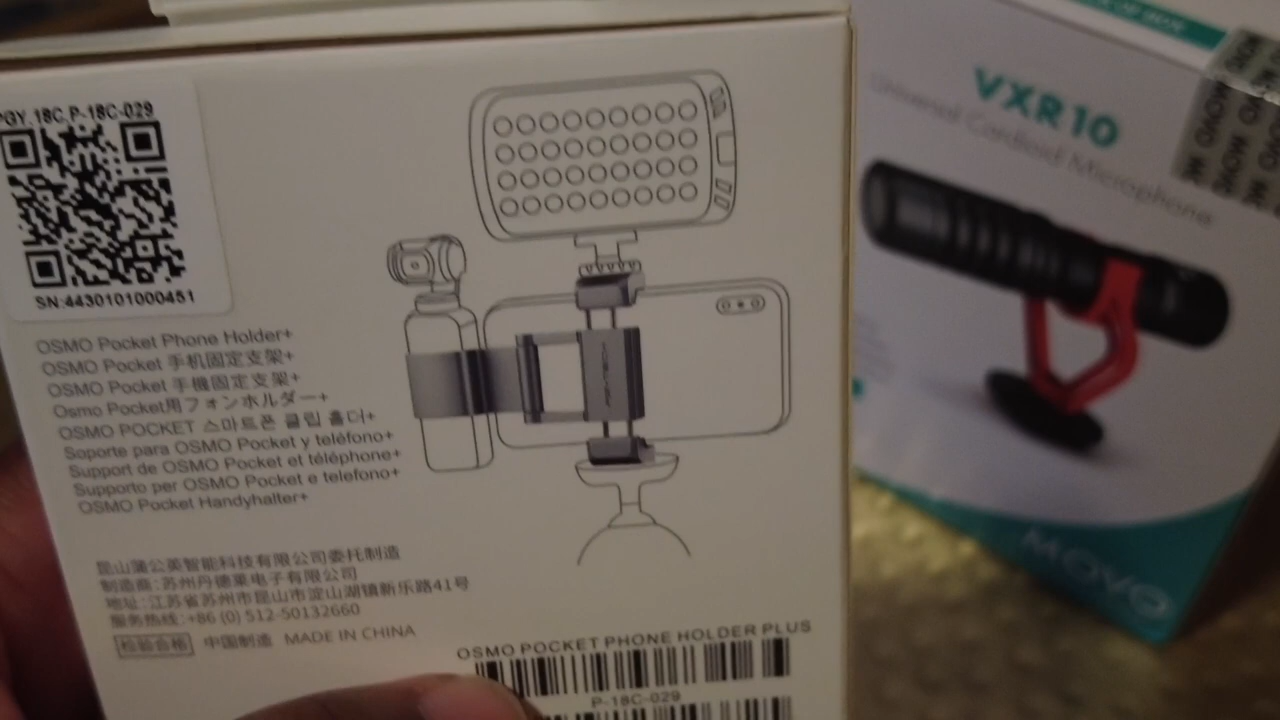 PGY 18C P-18C-029
SN:4430101000451
OSMO Pocket Phone Holder+
OSMO Pocket 手机固定支架+
OSMO Pocket 手機固定支架+
Osmo Pocket用フォンホルダー+
OSMO POCKET 스마트폰 클립 홀더+
Soporte para OSMO Pocket y teléfono+
Support de OSMO Pocket et téléphone+
Supporto per OSMO Pocket e telefono+
OSMO Pocket Handyhalter+
昆山蒲公英智能科技有限公司委托制造
制造商:苏州丹德莱电子有限公司
地址:江苏省苏州市昆山市淀山湖镇新乐路41号
服务热线:+86 (0) 512-50132660
检验合格 中国制造 MADE IN CHINA
OSMO POCKET PHONE HOLDER PLUS
P-18C-029
VXR10
Universal Cardioid Microphone
MOVO